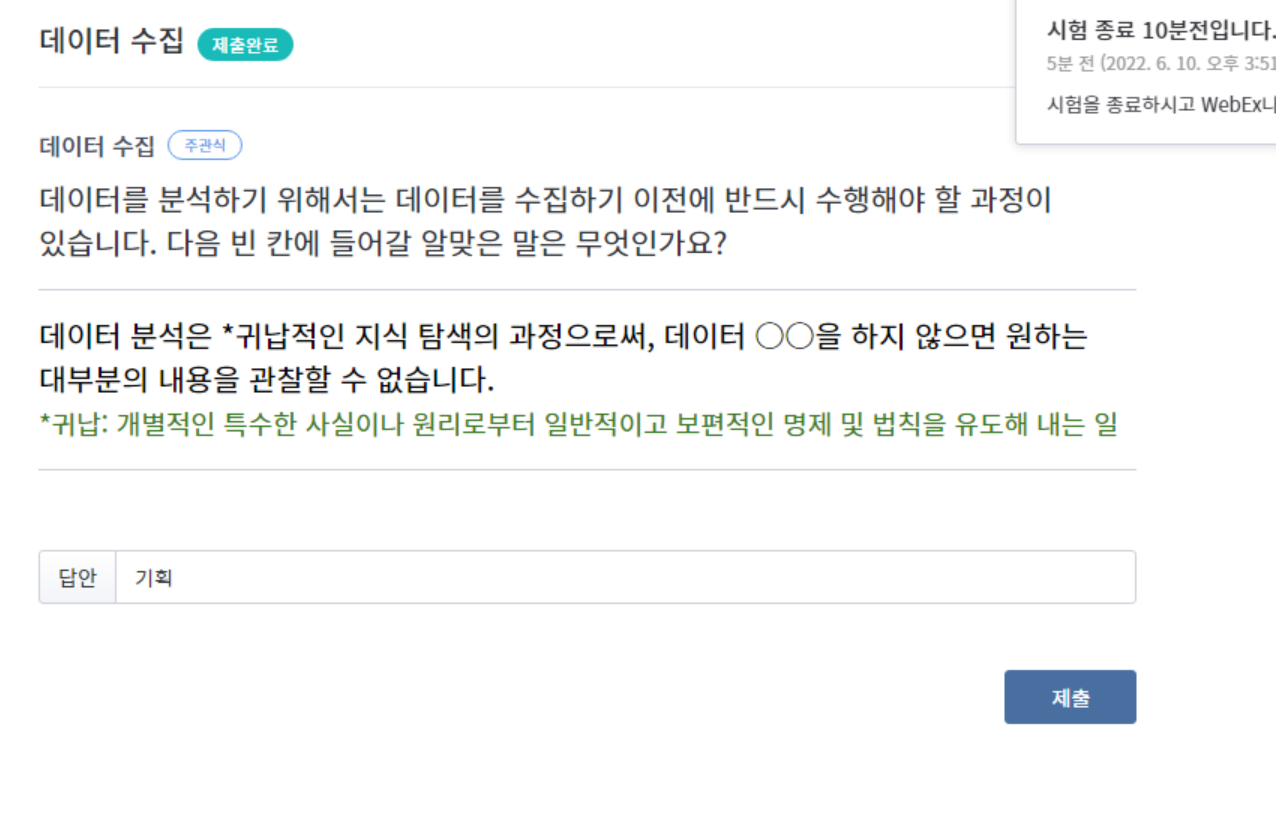 데이터 수집 제출완료
시험 종료 10분전입니다.
5분 전 (2022. 6. 10. 오후 3:51
시험을 종료하시고 WebEx나
데이터 수집 주관식
데이터를 분석하기 위해서는 데이터를 수집하기 이전에 반드시 수행해야 할 과정이
있습니다. 다음 빈 칸에 들어갈 알맞은 말은 무엇인가요?
데이터 분석은 *귀납적인 지식 탐색의 과정으로써, 데이터 ○○을 하지 않으면 원하는
대부분의 내용을 관찰할 수 없습니다.
*귀납: 개별적인 특수한 사실이나 원리로부터 일반적이고 보편적인 명제 및 법칙을 유도해 내는 일
답안 기획
제출